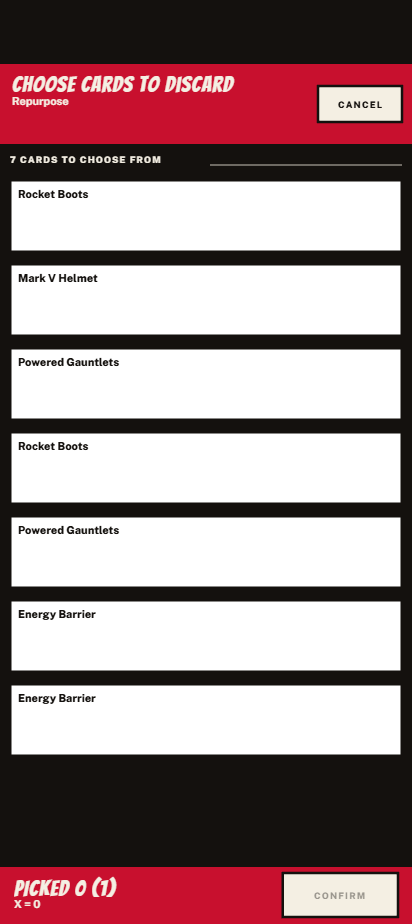 CHOOSE CARDS TO DISCARD
Repurpose
CANCEL
7 CARDS TO CHOOSE FROM
Rocket Boots
Mark V Helmet
Powered Gauntlets
Rocket Boots
Powered Gauntlets
Energy Barrier
Energy Barrier
PICKED 0 (1)
X = 0
CONFIRM